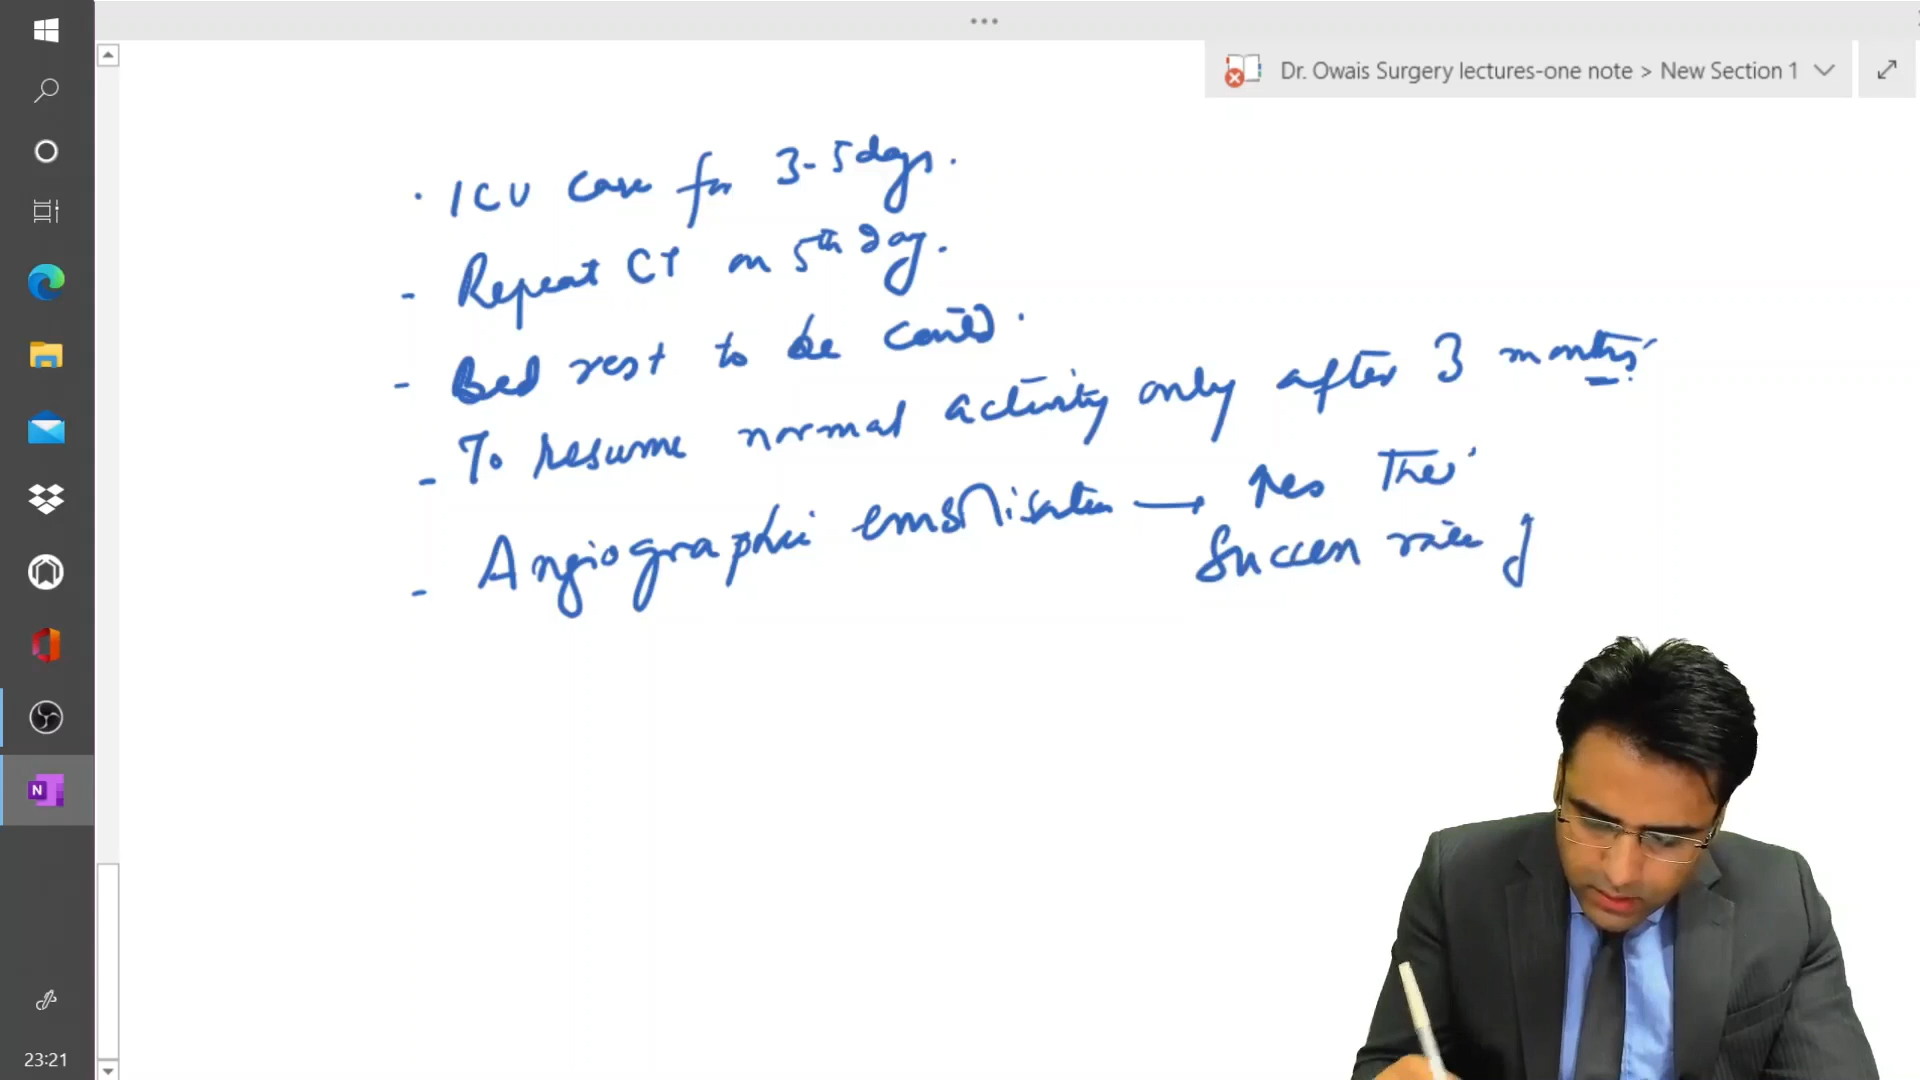 Dr. Owais Surgery lectures-one note > New Section 1
· ICU care for 3-5 days.
- Repeat CT on 5th day.
- Bed rest to be contd.
- To resume normal activity only after 3 months.
- Angiographic embolisation → ↑es the
success rate of
N
23:21